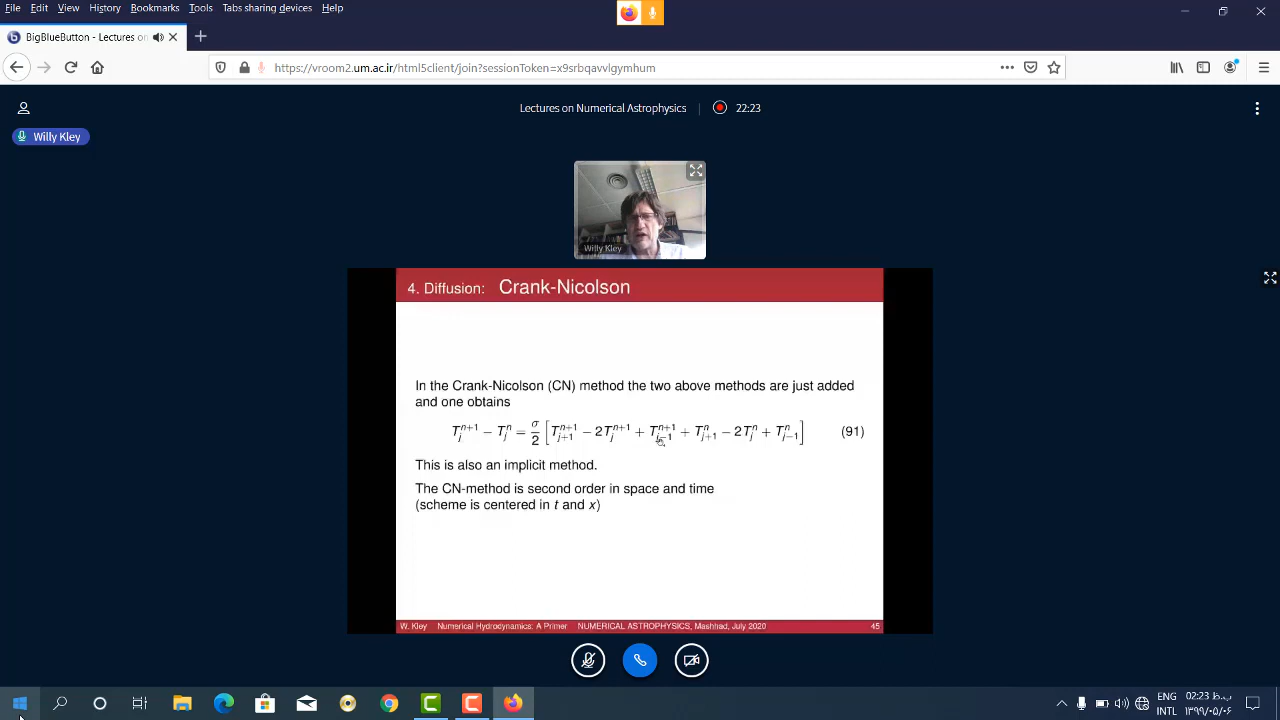 File Edit View History Bookmarks Tools Tabs sharing devices Help
BigBlueButton - Lectures on
https://vroom2.um.ac.ir/html5client/join?sessionToken=x9srbqavvlgymhum
Lectures on Numerical Astrophysics 22:23
Willy Kley
Willy Kley
4. Diffusion: Crank-Nicolson
In the Crank-Nicolson (CN) method the two above methods are just added
and one obtains
T_j^{n+1} − T_j^n = σ/2 [T_{j+1}^{n+1} − 2T_j^{n+1} + T_{j−1}^{n+1} + T_{j+1}^n − 2T_j^n + T_{j−1}^n] (91)
This is also an implicit method.
The CN-method is second order in space and time
(scheme is centered in t and x)
W. Kley Numerical Hydrodynamics: A Primer NUMERICAL ASTROPHYSICS, Mashhad, July 2020 45
ENG
INTL